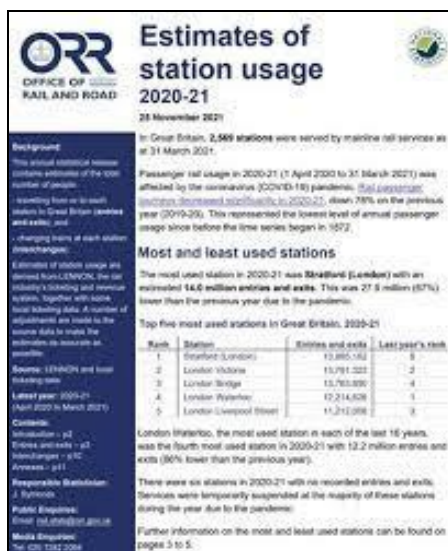 ORR
OFFICE OF
RAIL AND ROAD
Estimates of
station usage
2020-21
25 November 2021
Background:
This annual statistical release
contains estimates of the total
number of people:
- travelling from or to each
station in Great Britain (entries
and exits); and
- changing trains at each station
(interchanges).
Estimates of station usage are
derived from LENNON, the rail
industry's ticketing and revenue
system, together with some
local ticketing data. A number of
adjustments are made to the
source data to make the
estimates as accurate as
possible.
Source: LENNON and local
ticketing data
Latest year: 2020-21
(April 2020 to March 2021)
Contents:
Introduction – p2
Entries and exits – p3
Interchanges – p10
Annexes – p11
Responsible Statistician:
J. Symonds
Public Enquiries:
Email:
Media Enquiries:
Tel:
In Great Britain, 2,569 stations were served by mainline rail services as
at 31 March 2021.
Passenger rail usage in 2020-21 (1 April 2020 to 31 March 2021) was
affected by the coronavirus (COVID-19) pandemic. Rail passenger
journeys decreased significantly in 2020-21, down 78% on the previous
year (2019-20). This represented the lowest level of annual passenger
usage since before the time series began in 1872.
Most and least used stations
The most used station in 2020-21 was Stratford (London) with an
estimated 14.0 million entries and exits. This was 27.9 million (67%)
lower than the previous year due to the pandemic.
Top five most used stations in Great Britain, 2020-21
Rank Station Entries and exits Last year's rank
1 Stratford (London)
2 London Victoria 2
3 London Bridge
4 London Waterloo 1
5 London Liverpool Street 3
London Waterloo, the most used station in each of the last 16 years,
was the fourth most used station in 2020-21 with 12.2 million entries and
exits (86% lower than the previous year).
There were six stations in 2020-21 with no recorded entries and exits.
Services were temporarily suspended at the majority of these stations
during the year due to the pandemic.
Further information on the most and least used stations can be found on
pages 3 to 5.